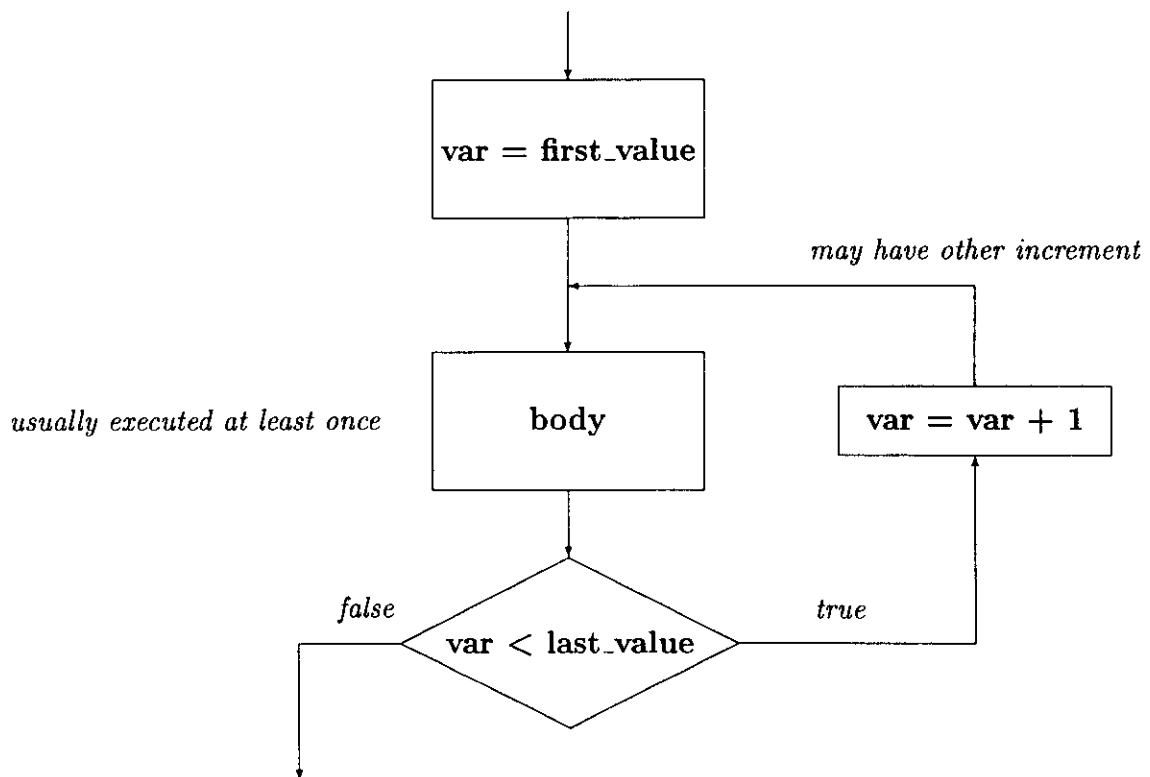 var = first_value
may have other increment
usually executed at least once
body
var = var + 1
false
true
var < last_value